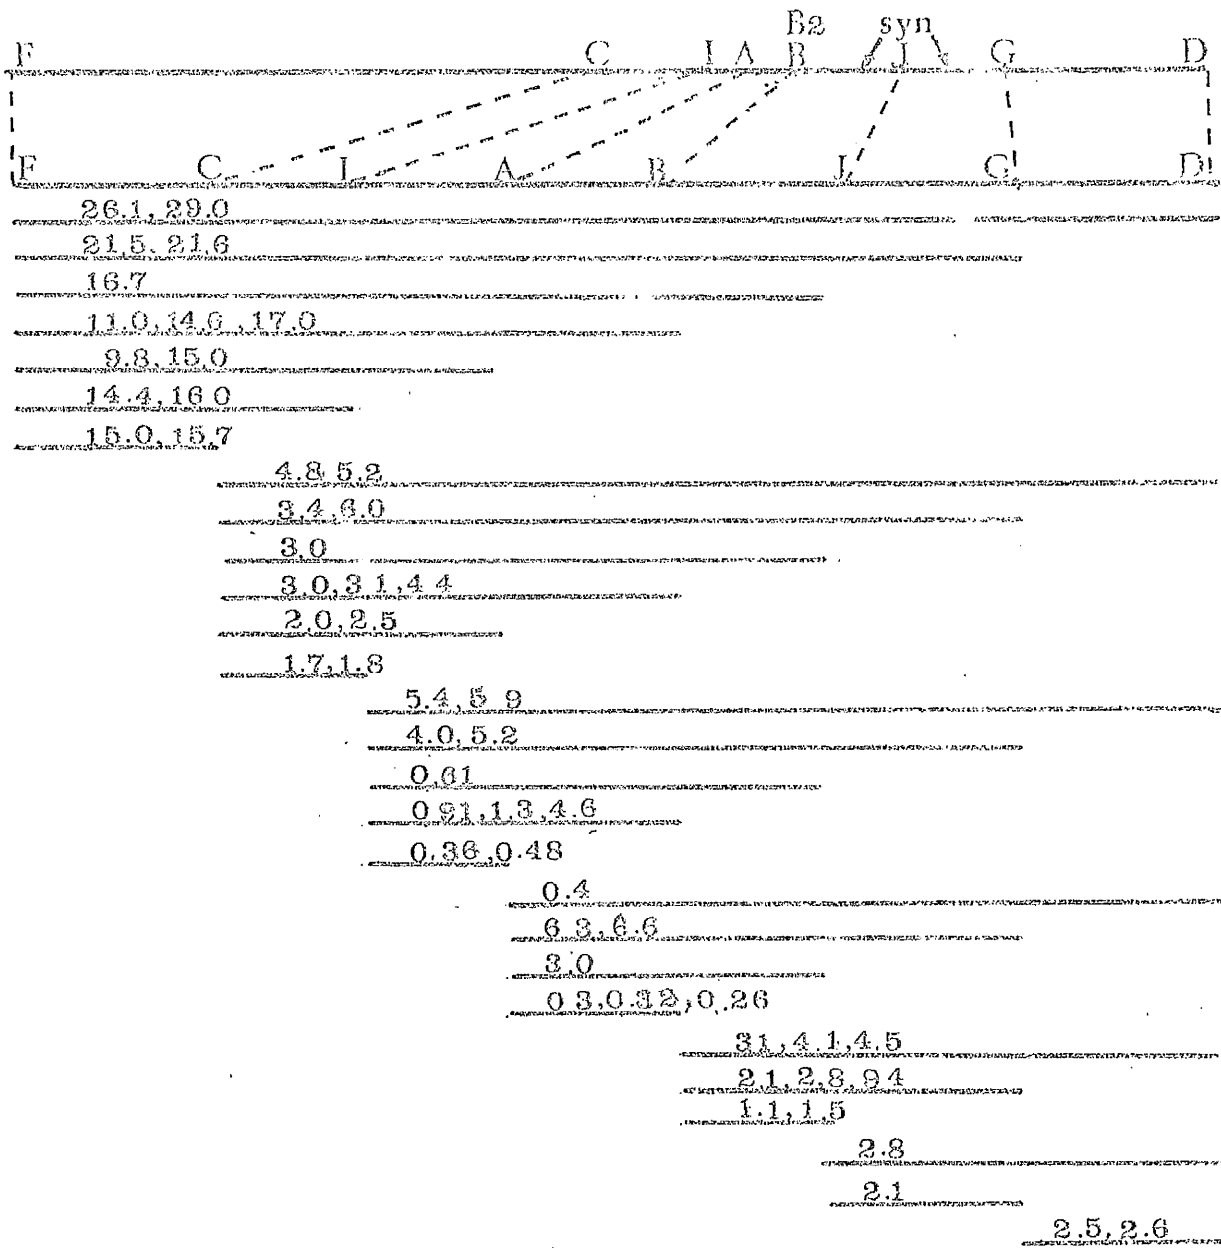 B2 syn
F C I A B J G D
F C I A B J G D
26.1, 29.0
21.5, 21.6
16.7
11.0, 14.6, 17.0
9.8, 15.0
14.4, 16.0
15.0, 15.7
4.8 5.2
3.4, 6.0
3.0
3.0, 3 1, 4 4
2.0, 2.5
1.7, 1.8
5.4, 5 9
4.0, 5.2
0.61
0 91, 1.3, 4.6
0.36, 0.48
0.4
6 3, 6.6
3.0
0 3, 0.32, 0.26
3 1, 4.1, 4.5
2.1, 2.8, 9 4
1.1, 1.5
2.8
2.1
2.5, 2.6